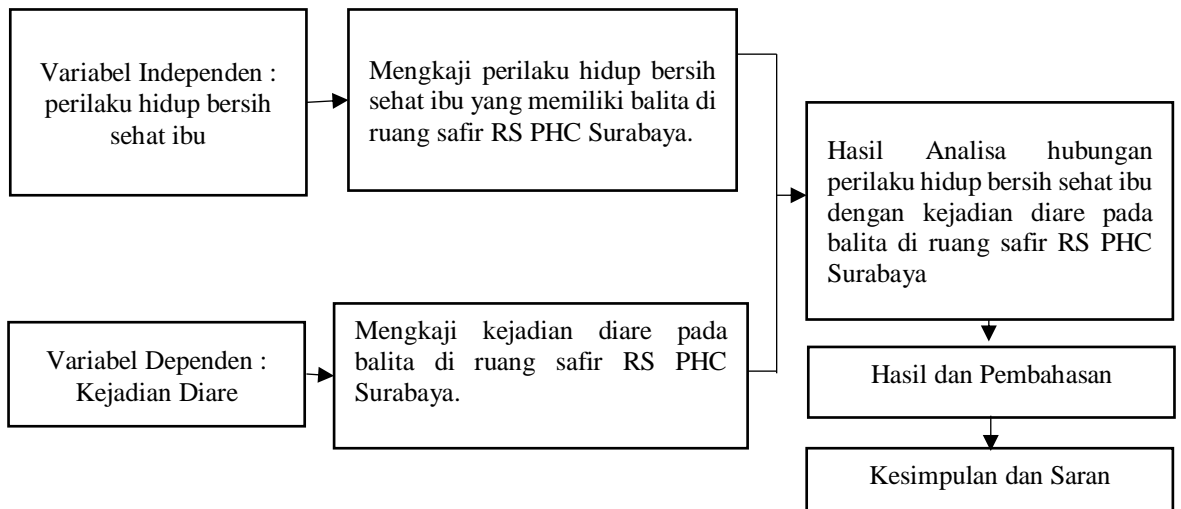 Variabel Independen :
perilaku hidup bersih
sehat ibu
Mengkaji perilaku hidup bersih
sehat ibu yang memiliki balita di
ruang safir RS PHC Surabaya.
Hasil Analisa hubungan
perilaku hidup bersih sehat ibu
dengan kejadian diare pada
balita di ruang safir RS PHC
Surabaya
Variabel Dependen :
Kejadian Diare
Mengkaji kejadian diare pada
balita di ruang safir RS PHC
Surabaya.
Hasil dan Pembahasan
Kesimpulan dan Saran